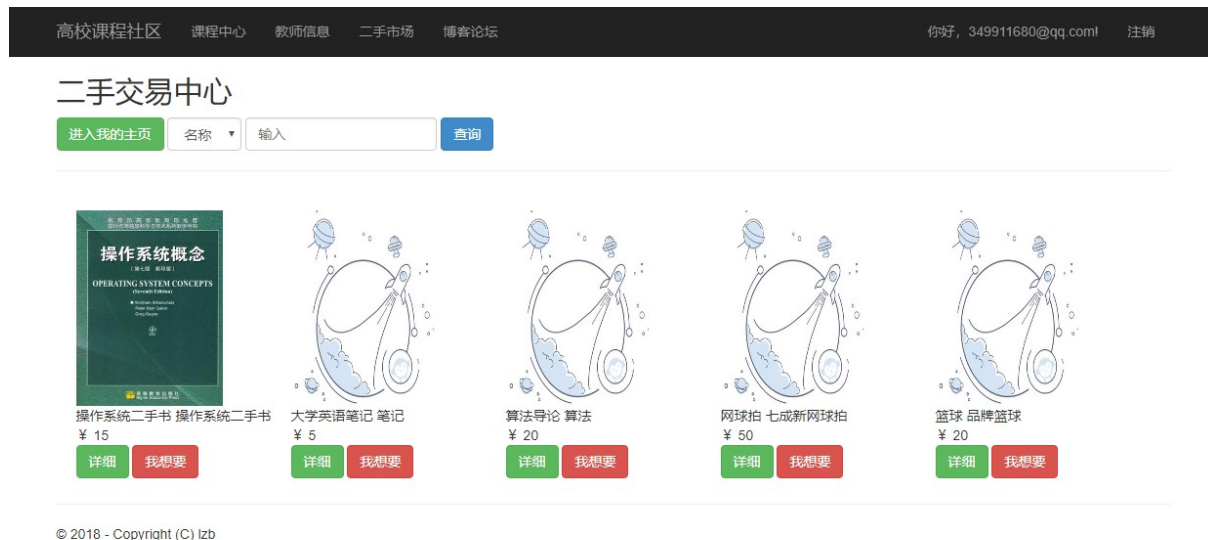 高校课程社区 课程中心 教师信息 二手市场 博客论坛 你好，349911680@qq.com! 注销
二手交易中心
进入我的主页 名称 输入 查询
操作系统概念
OPERATING SYSTEM CONCEPTS
(Seventh Edition)
操作系统二手书 操作系统二手书 大学英语笔记 笔记 算法导论 算法 网球拍 七成新网球拍 篮球 品牌篮球
¥ 15 ¥ 5 ¥ 20 ¥ 50 ¥ 20
详细 我想要 详细 我想要 详细 我想要 详细 我想要 详细 我想要
© 2018 - Copyright (C) lzb